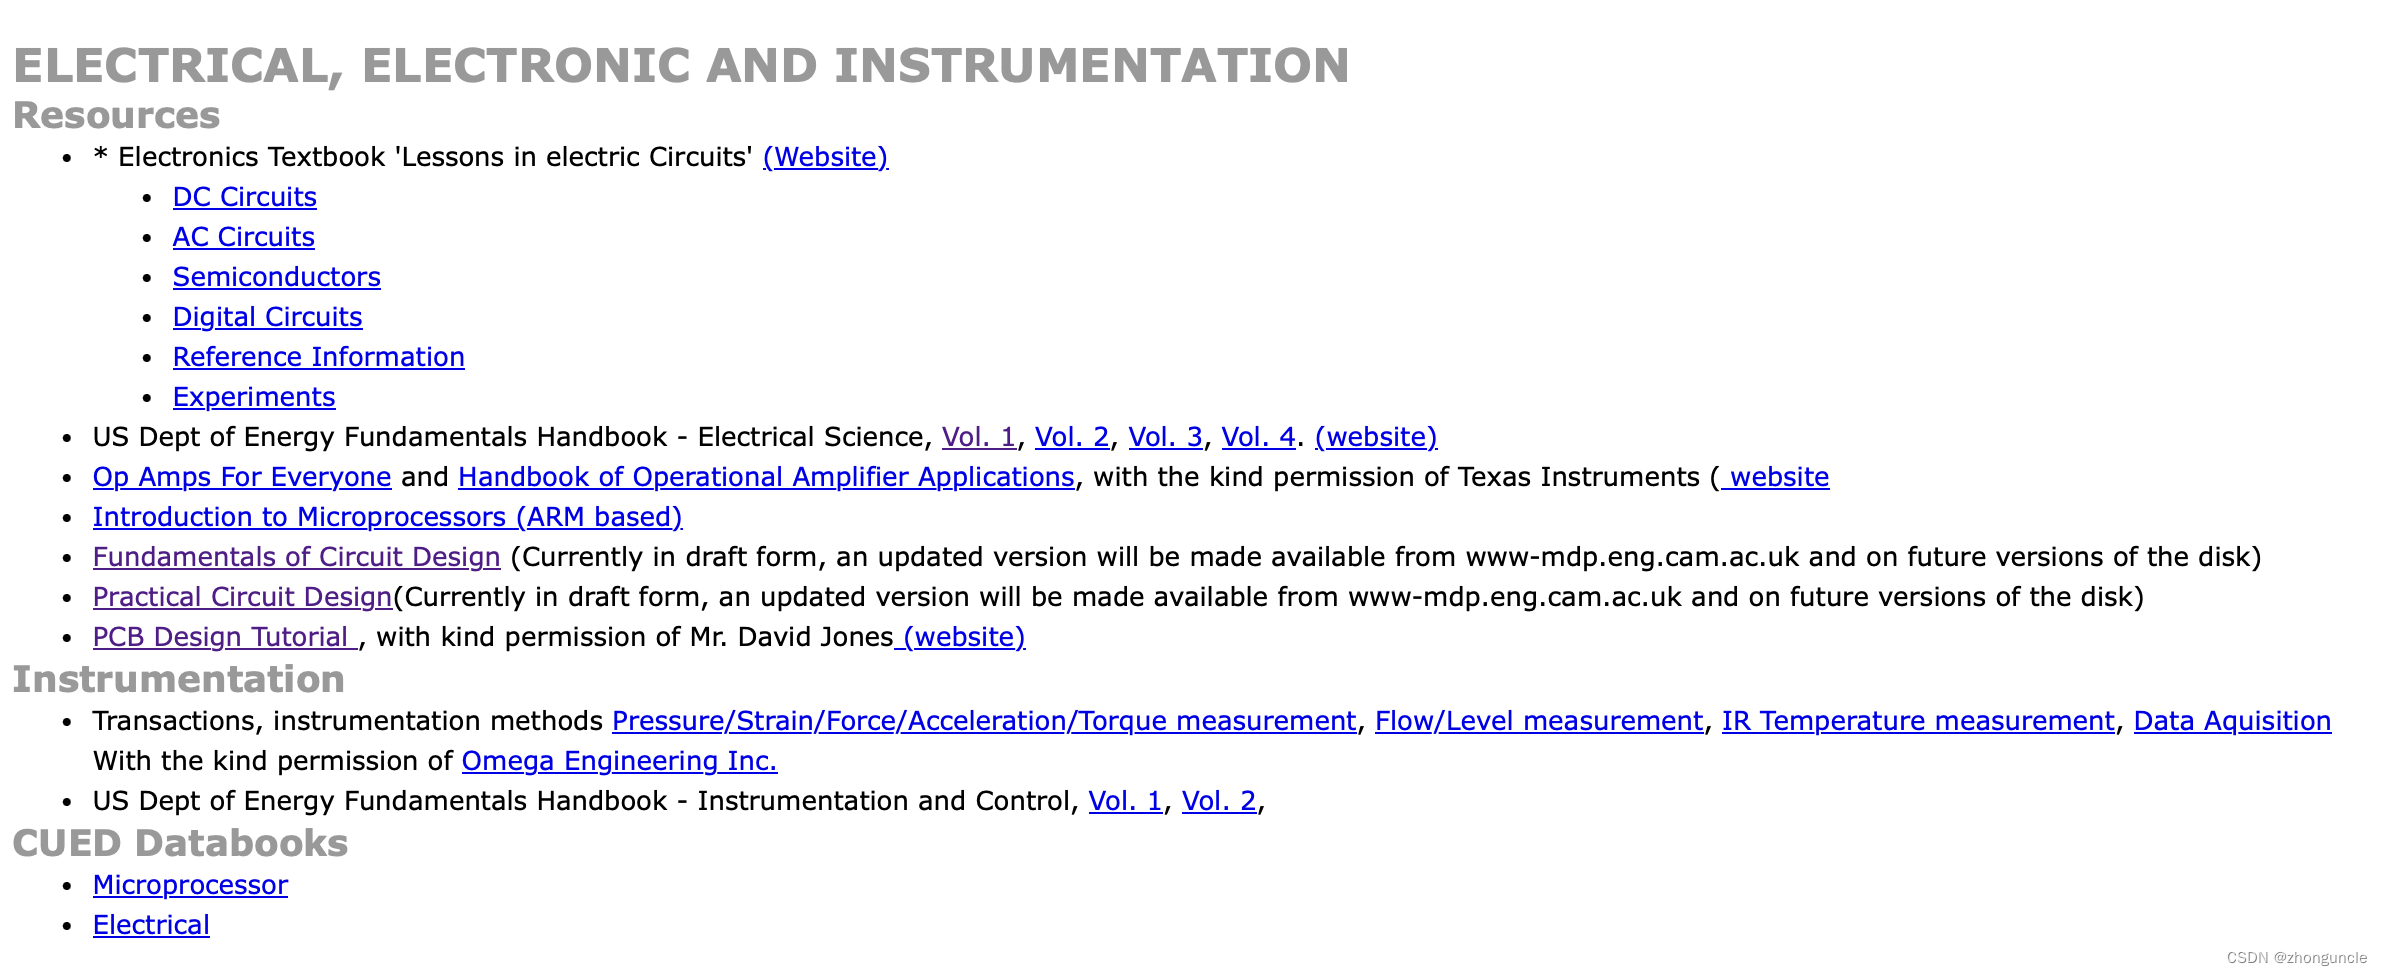 ELECTRICAL, ELECTRONIC AND INSTRUMENTATION
Resources
• * Electronics Textbook 'Lessons in electric Circuits' (Website)
• DC Circuits
• AC Circuits
• Semiconductors
• Digital Circuits
• Reference Information
• Experiments
• US Dept of Energy Fundamentals Handbook - Electrical Science, Vol. 1, Vol. 2, Vol. 3, Vol. 4. (website)
• Op Amps For Everyone and Handbook of Operational Amplifier Applications, with the kind permission of Texas Instruments ( website
• Introduction to Microprocessors (ARM based)
• Fundamentals of Circuit Design (Currently in draft form, an updated version will be made available from www-mdp.eng.cam.ac.uk and on future versions of the disk)
• Practical Circuit Design(Currently in draft form, an updated version will be made available from www-mdp.eng.cam.ac.uk and on future versions of the disk)
• PCB Design Tutorial , with kind permission of Mr. David Jones (website)
Instrumentation
• Transactions, instrumentation methods Pressure/Strain/Force/Acceleration/Torque measurement, Flow/Level measurement, IR Temperature measurement, Data Aquisition
With the kind permission of Omega Engineering Inc.
• US Dept of Energy Fundamentals Handbook - Instrumentation and Control, Vol. 1, Vol. 2,
CUED Databooks
• Microprocessor
• Electrical
CSDN @zhonguncle